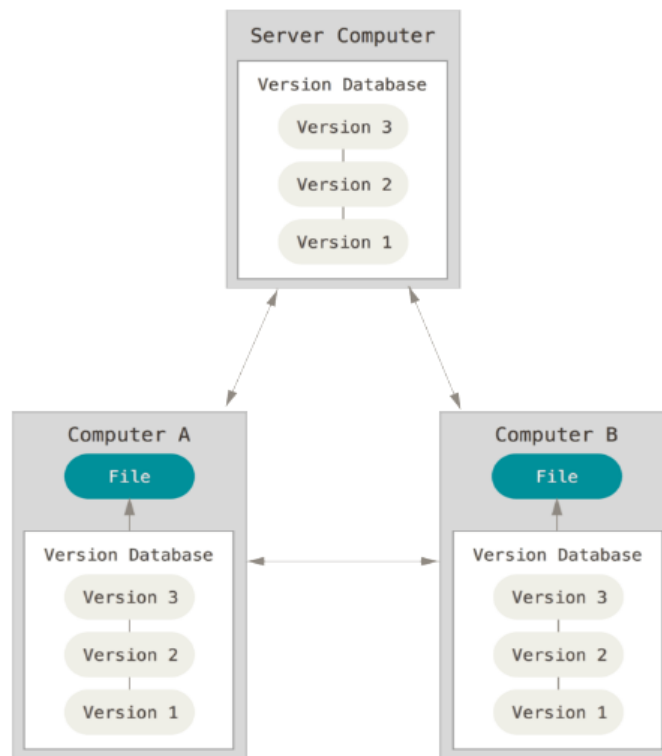 Server Computer
Version Database
Version 3
Version 2
Version 1
Computer A
File
Version Database
Version 3
Version 2
Version 1
Computer B
File
Version Database
Version 3
Version 2
Version 1